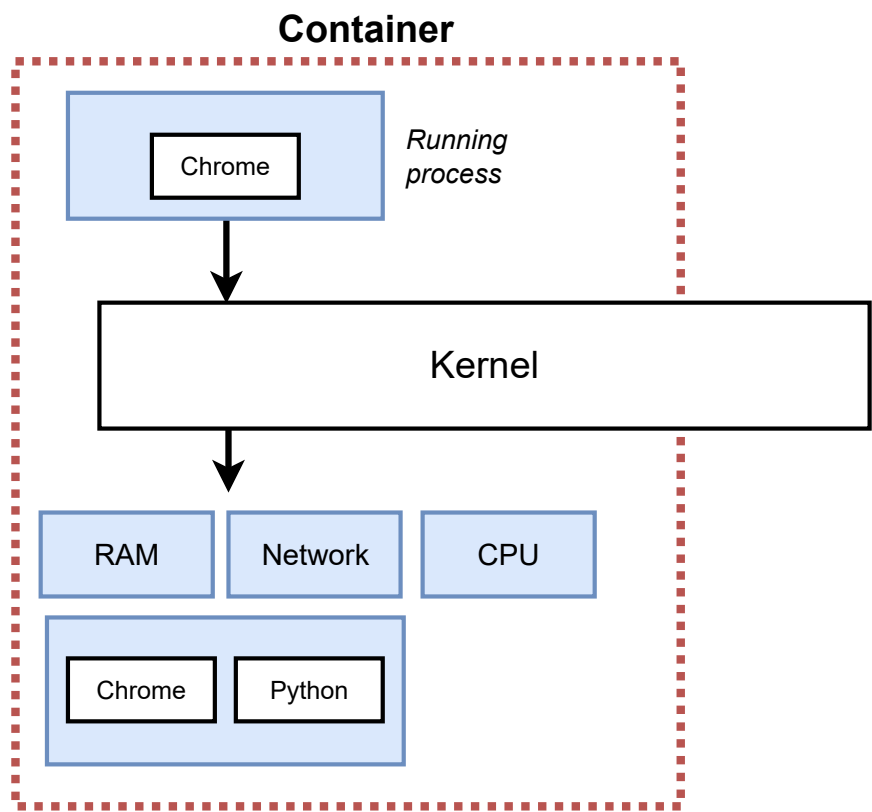 Container
Chrome
Running
process
Kernel
RAM
Network
CPU
Chrome
Python